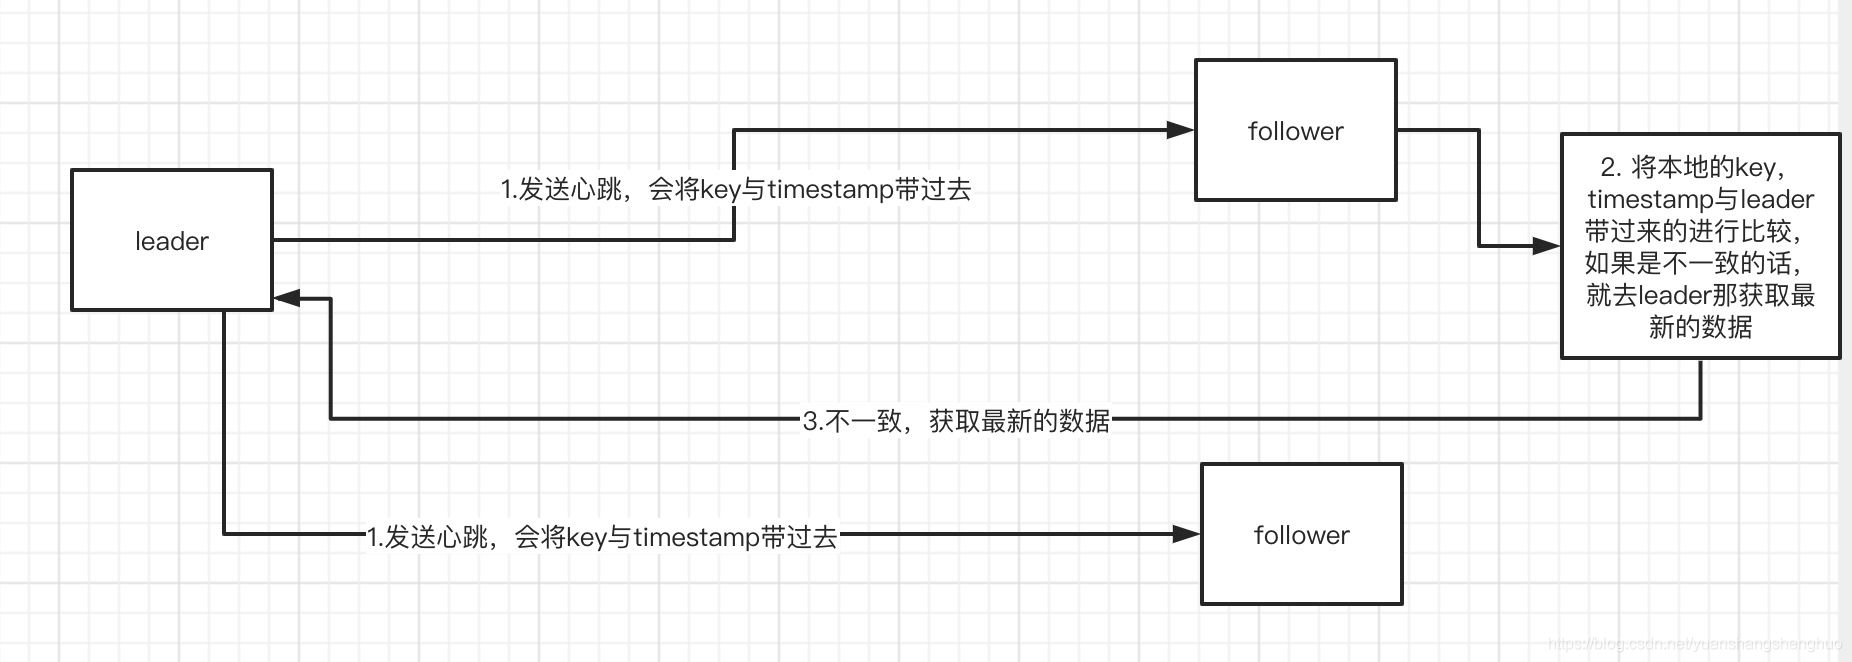 follower
1.发送心跳，会将key与timestamp带过去
leader
2. 将本地的key，
timestamp与leader
带过来的进行比较，
如果是不一致的话，
就去leader那获取最
新的数据
3.不一致，获取最新的数据
1.发送心跳，会将key与timestamp带过去
follower
https://blog.csdn.net/yuanshangshenghuo